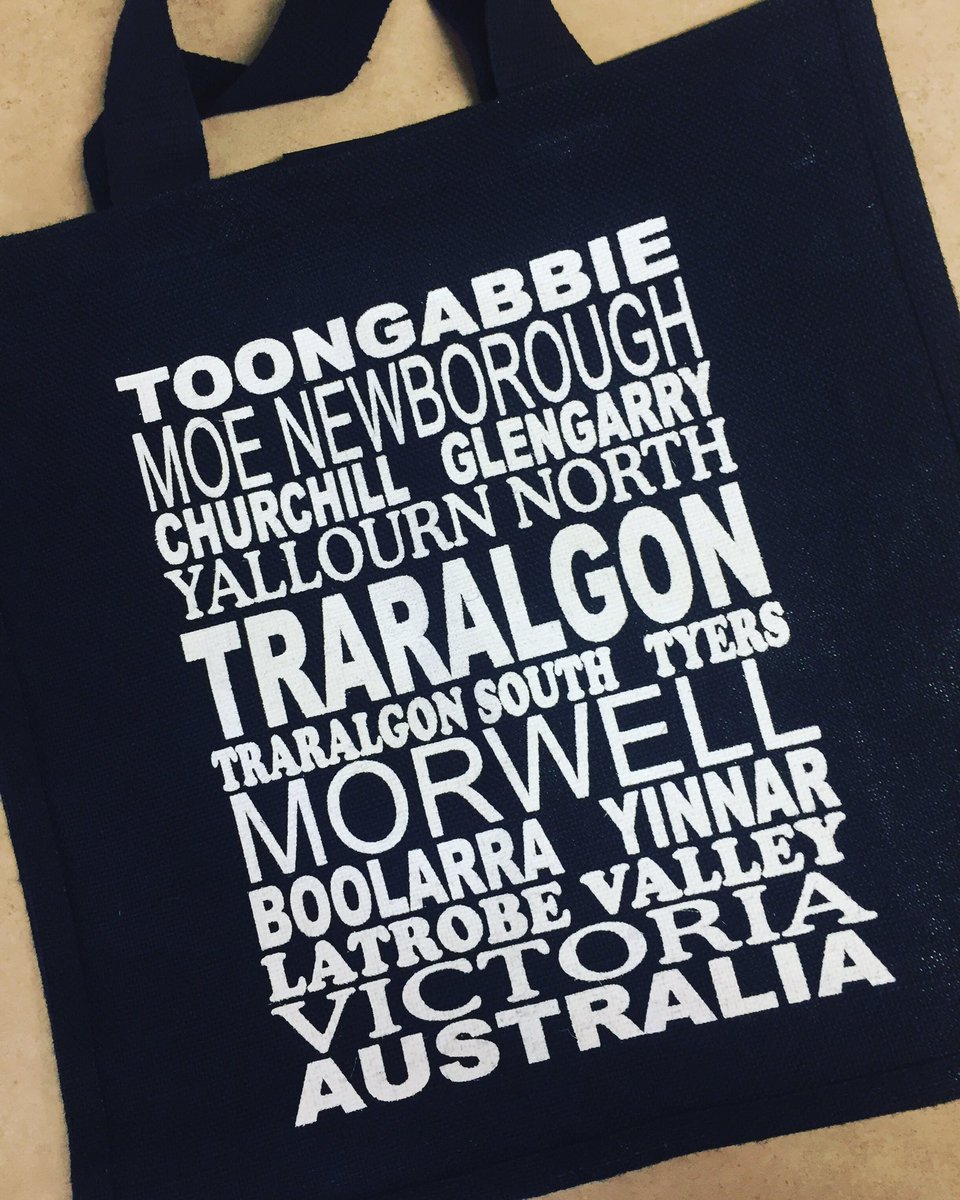 TOONGABBIE
MOE NEWBOROUGH
CHURCHILL GLENGARRY
YALLOURN NORTH
TRARALGON
TRARALGON SOUTH TYERS
MORWELL
BOOLARRA YINNAR
LATROBE VALLEY
VICTORIA
AUSTRALIA